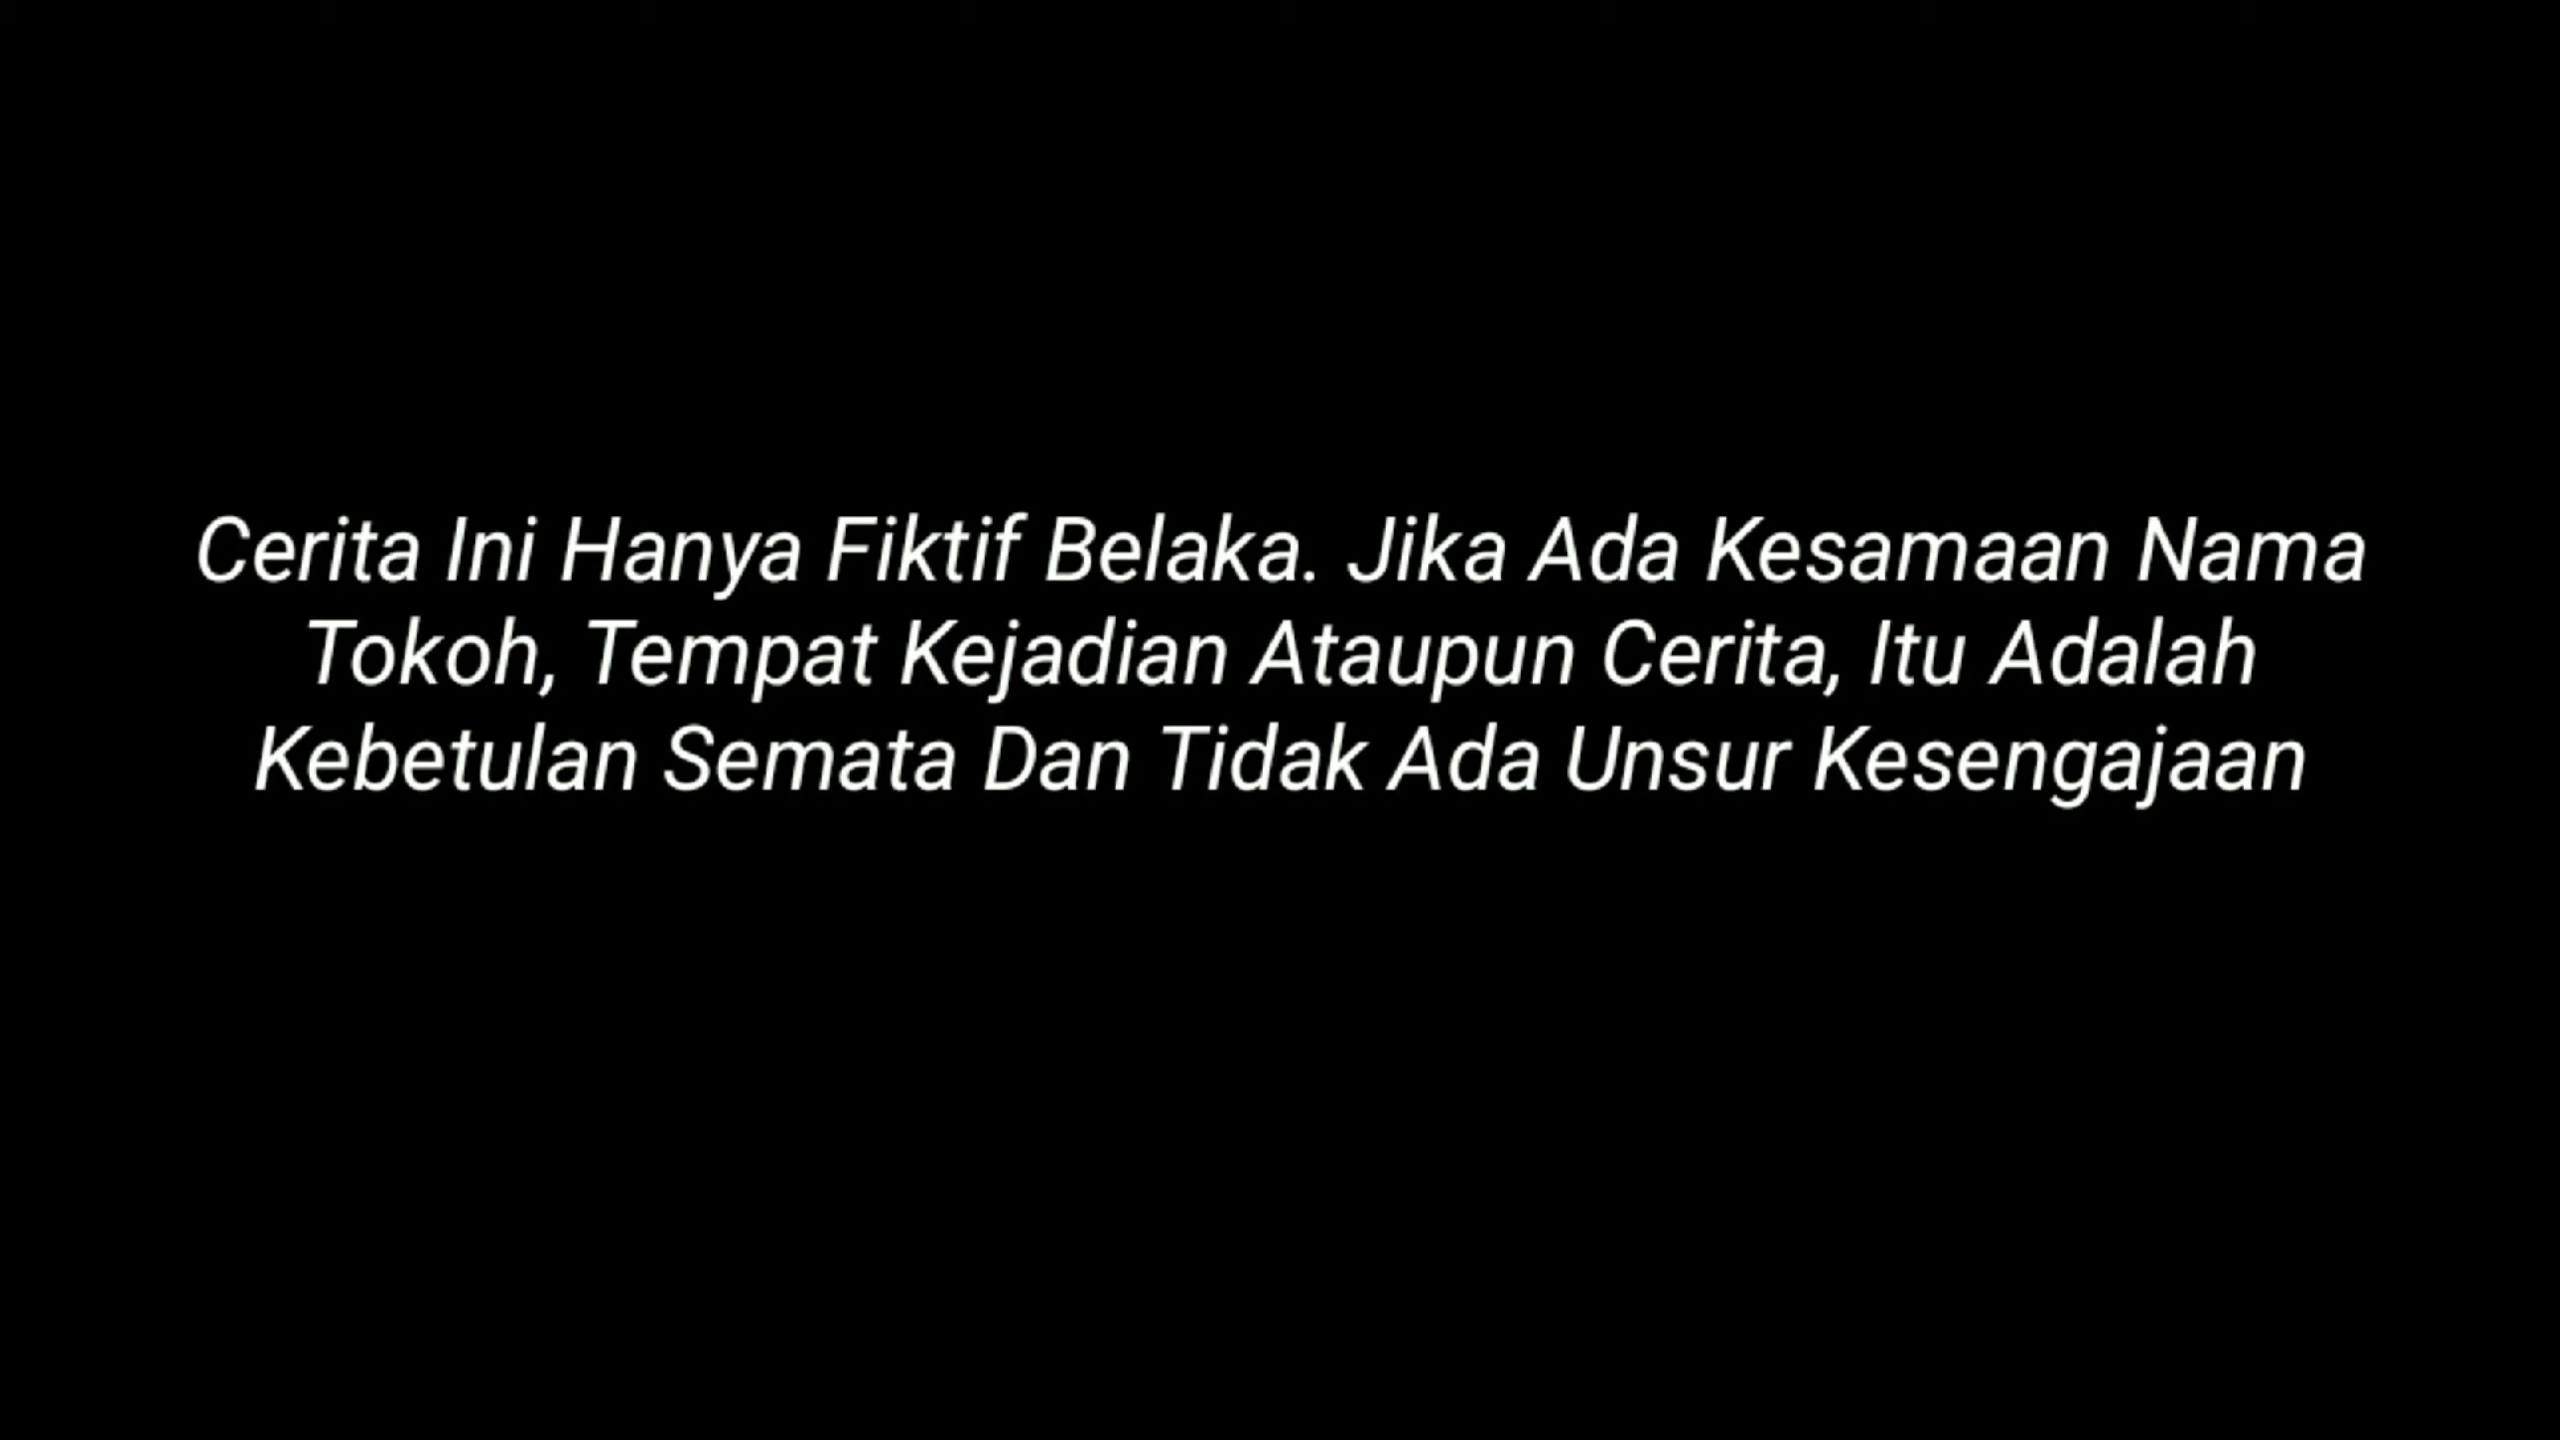 Cerita Ini Hanya Fiktif Belaka. Jika Ada Kesamaan Nama
Tokoh, Tempat Kejadian Ataupun Cerita, Itu Adalah
Kebetulan Semata Dan Tidak Ada Unsur Kesengajaan